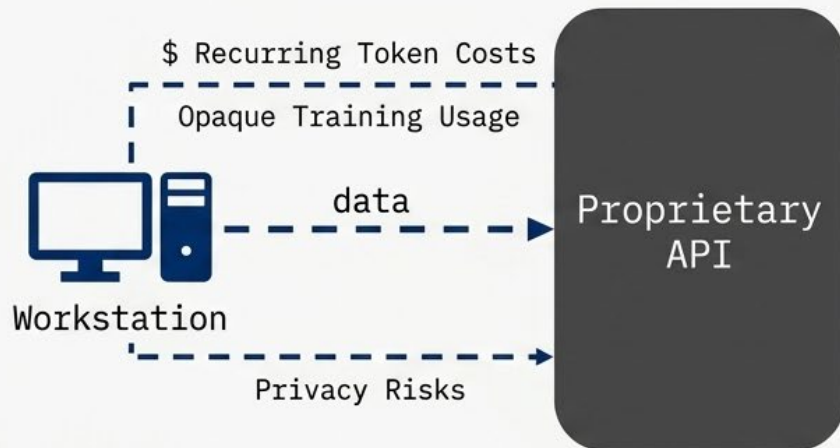 $ Recurring Token Costs
Opaque Training Usage
data
Proprietary
API
Workstation
Privacy Risks